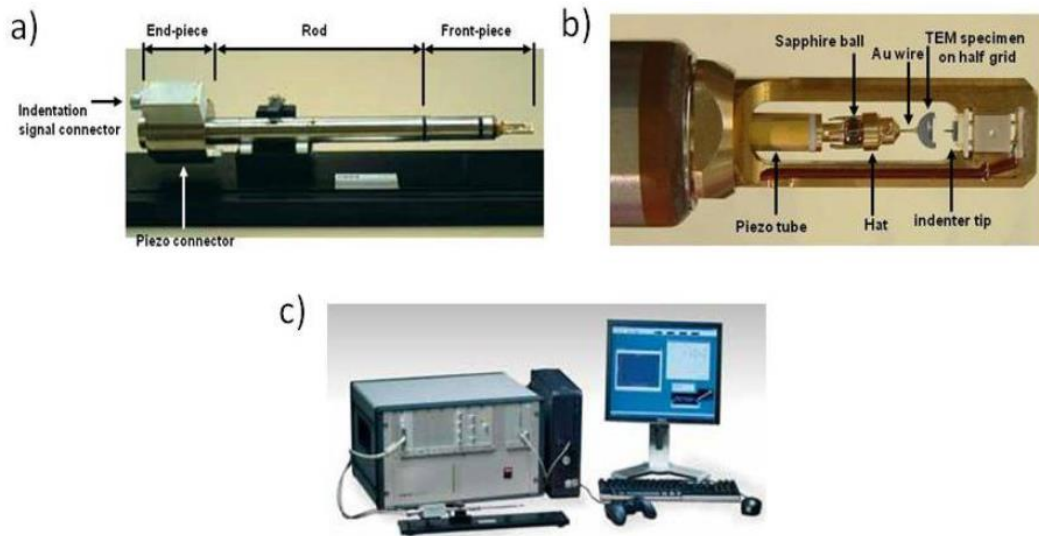 a)
End-piece
Rod
Front-piece
Indentation
signal connector
Piezo connector
b)
Sapphire ball
Au wire
TEM specimen
on half grid
Piezo tube
Hat
indenter tip
c)